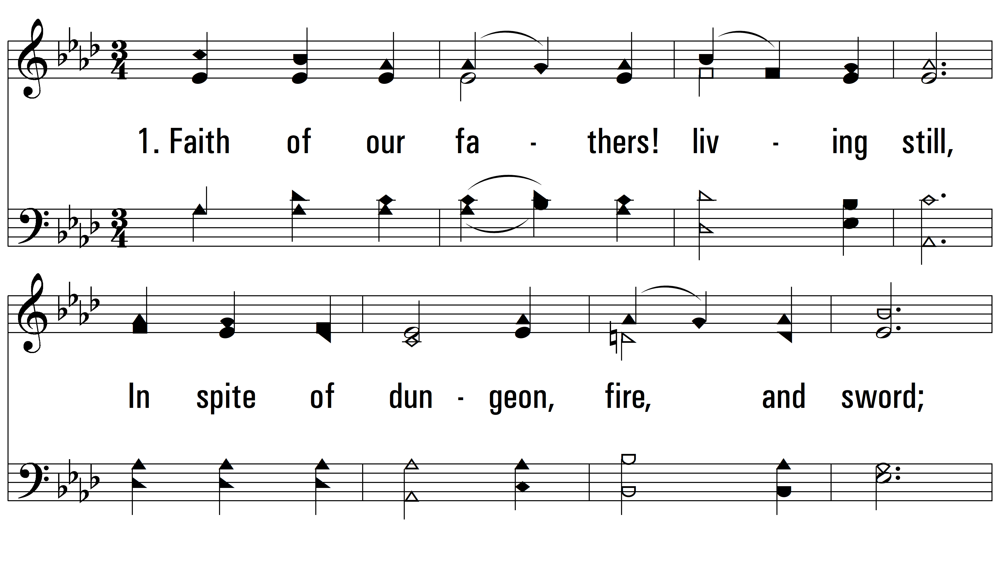 1. Faith of our fa - thers! liv - ing still,
In spite of dun - geon, fire, and sword;